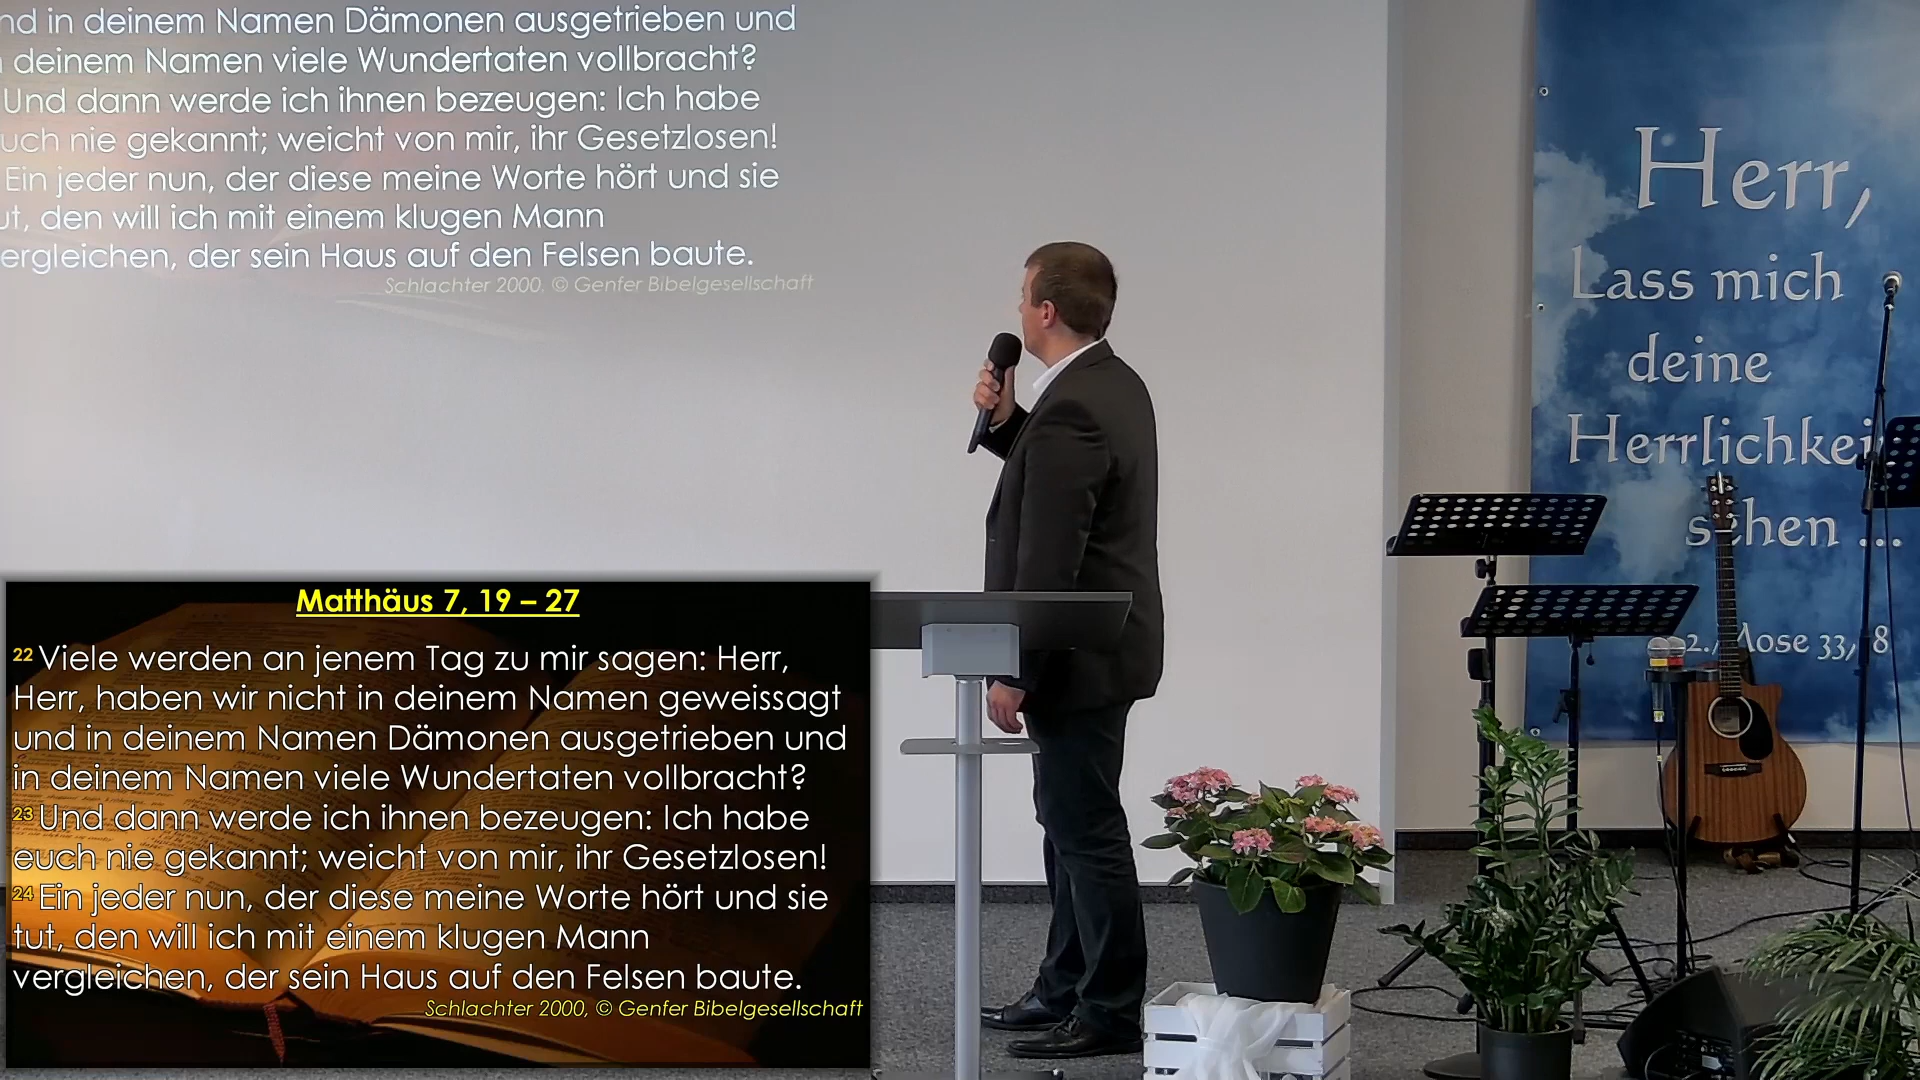 nd in deinem Namen Dämonen ausgetrieben und
deinem Namen viele Wundertaten vollbracht?
Und dann werde ich ihnen bezeugen: Ich habe
uch nie gekannt; weicht von mir, ihr Gesetzlosen!
Ein jeder nun, der diese meine Worte hört und sie
ut, den will ich mit einem klugen Mann
ergleichen, der sein Haus auf den Felsen baute.
Schlachter 2000, © Genfer Bibelgesellschaft
Herr,
Lass mich
deine
Herrlichkei
sehen ...
2. Mose 33, 8
Matthäus 7, 19 – 27
22 Viele werden an jenem Tag zu mir sagen: Herr,
Herr, haben wir nicht in deinem Namen geweissagt
und in deinem Namen Dämonen ausgetrieben und
in deinem Namen viele Wundertaten vollbracht?
23 Und dann werde ich ihnen bezeugen: Ich habe
euch nie gekannt; weicht von mir, ihr Gesetzlosen!
24 Ein jeder nun, der diese meine Worte hört und sie
tut, den will ich mit einem klugen Mann
vergleichen, der sein Haus auf den Felsen baute.
Schlachter 2000, © Genfer Bibelgesellschaft